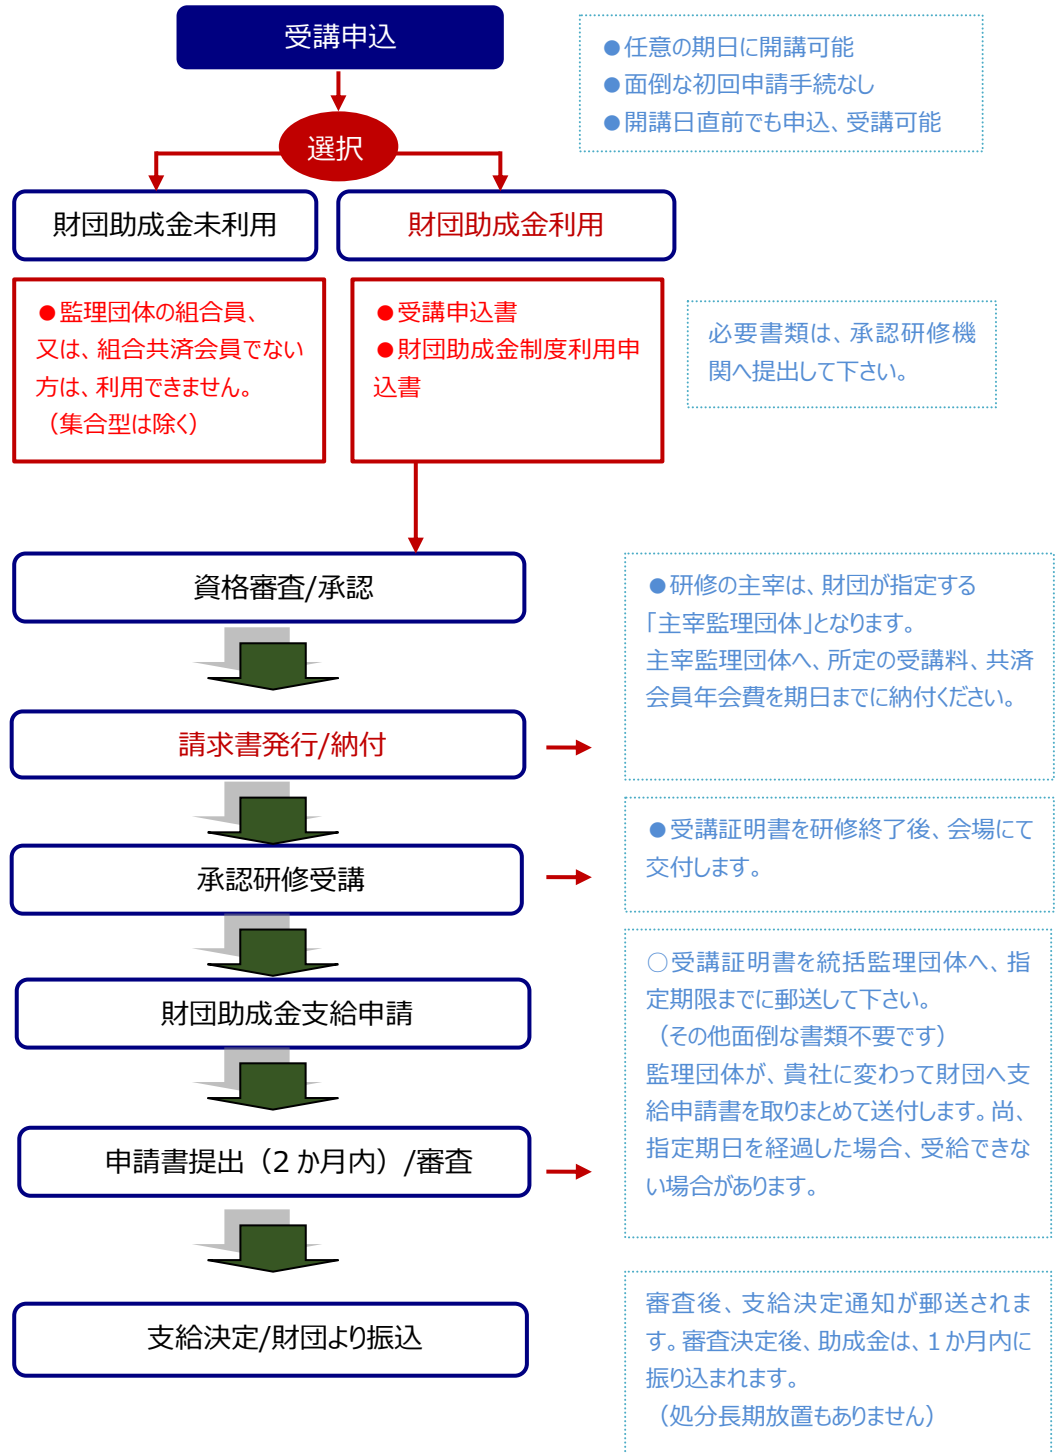 受講申込
●任意の期日に開講可能
●面倒な初回申請手続なし
●開講日直前でも申込、受講可能
選択
財団助成金未利用
財団助成金利用
●監理団体の組合員、
又は、組合共済会員でない
方は、利用できません。
（集合型は除く）
●受講申込書
●財団助成金制度利用申
込書
必要書類は、承認研修機
関へ提出して下さい。
資格審査/承認
●研修の主宰は、財団が指定する
「主宰監理団体」となります。
主宰監理団体へ、所定の受講料、共済
会員年会費を期日までに納付ください。
請求書発行/納付
●受講証明書を研修終了後、会場にて
交付します。
承認研修受講
○受講証明書を統括監理団体へ、指
定期限までに郵送して下さい。
（その他面倒な書類不要です）
監理団体が、貴社に変わって財団へ支
給申請書を取りまとめて送付します。尚、
指定期日を経過した場合、受給できな
い場合があります。
財団助成金支給申請
申請書提出（２か月内）/審査
審査後、支給決定通知が郵送されま
す。審査決定後、助成金は、１か月内に
振り込まれます。
（処分長期放置もありません）
支給決定/財団より振込